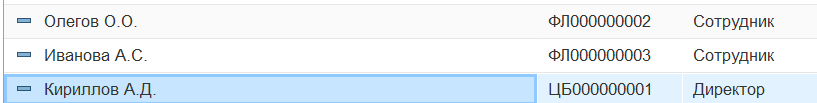 Олегов О.О. ФЛ000000002 Сотрудник
Иванова А.С. ФЛ000000003 Сотрудник
Кириллов А.Д. ЦБ000000001 Директор